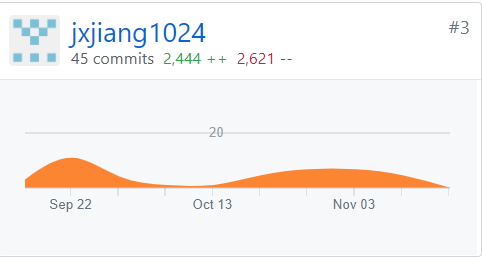 jxjiang1024 #3
45 commits 2,444 ++ 2,621 --
20
Sep 22 Oct 13 Nov 03